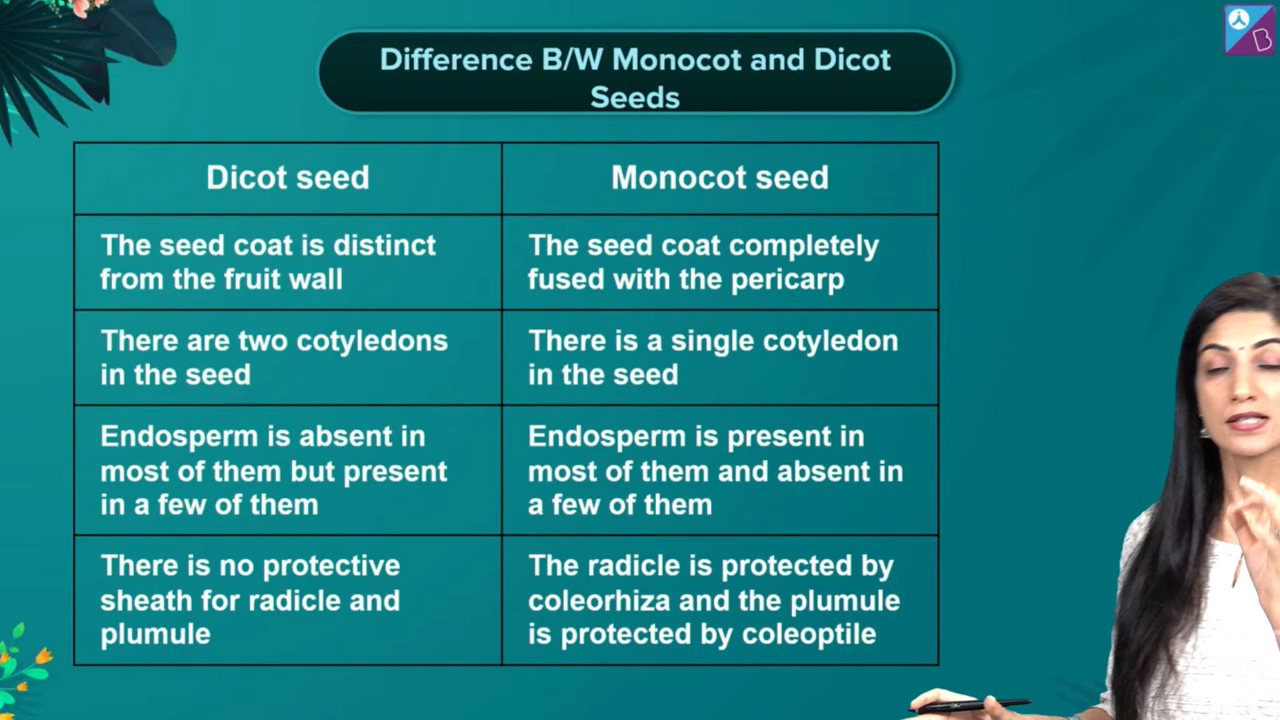 Difference B/W Monocot and Dicot
Seeds
Dicot seed
Monocot seed
The seed coat is distinct
from the fruit wall
The seed coat completely
fused with the pericarp
There are two cotyledons
in the seed
There is a single cotyledon
in the seed
Endosperm is absent in
most of them but present
in a few of them
Endosperm is present in
most of them and absent in
a few of them
There is no protective
sheath for radicle and
plumule
The radicle is protected by
coleorhiza and the plumule
is protected by coleoptile
B